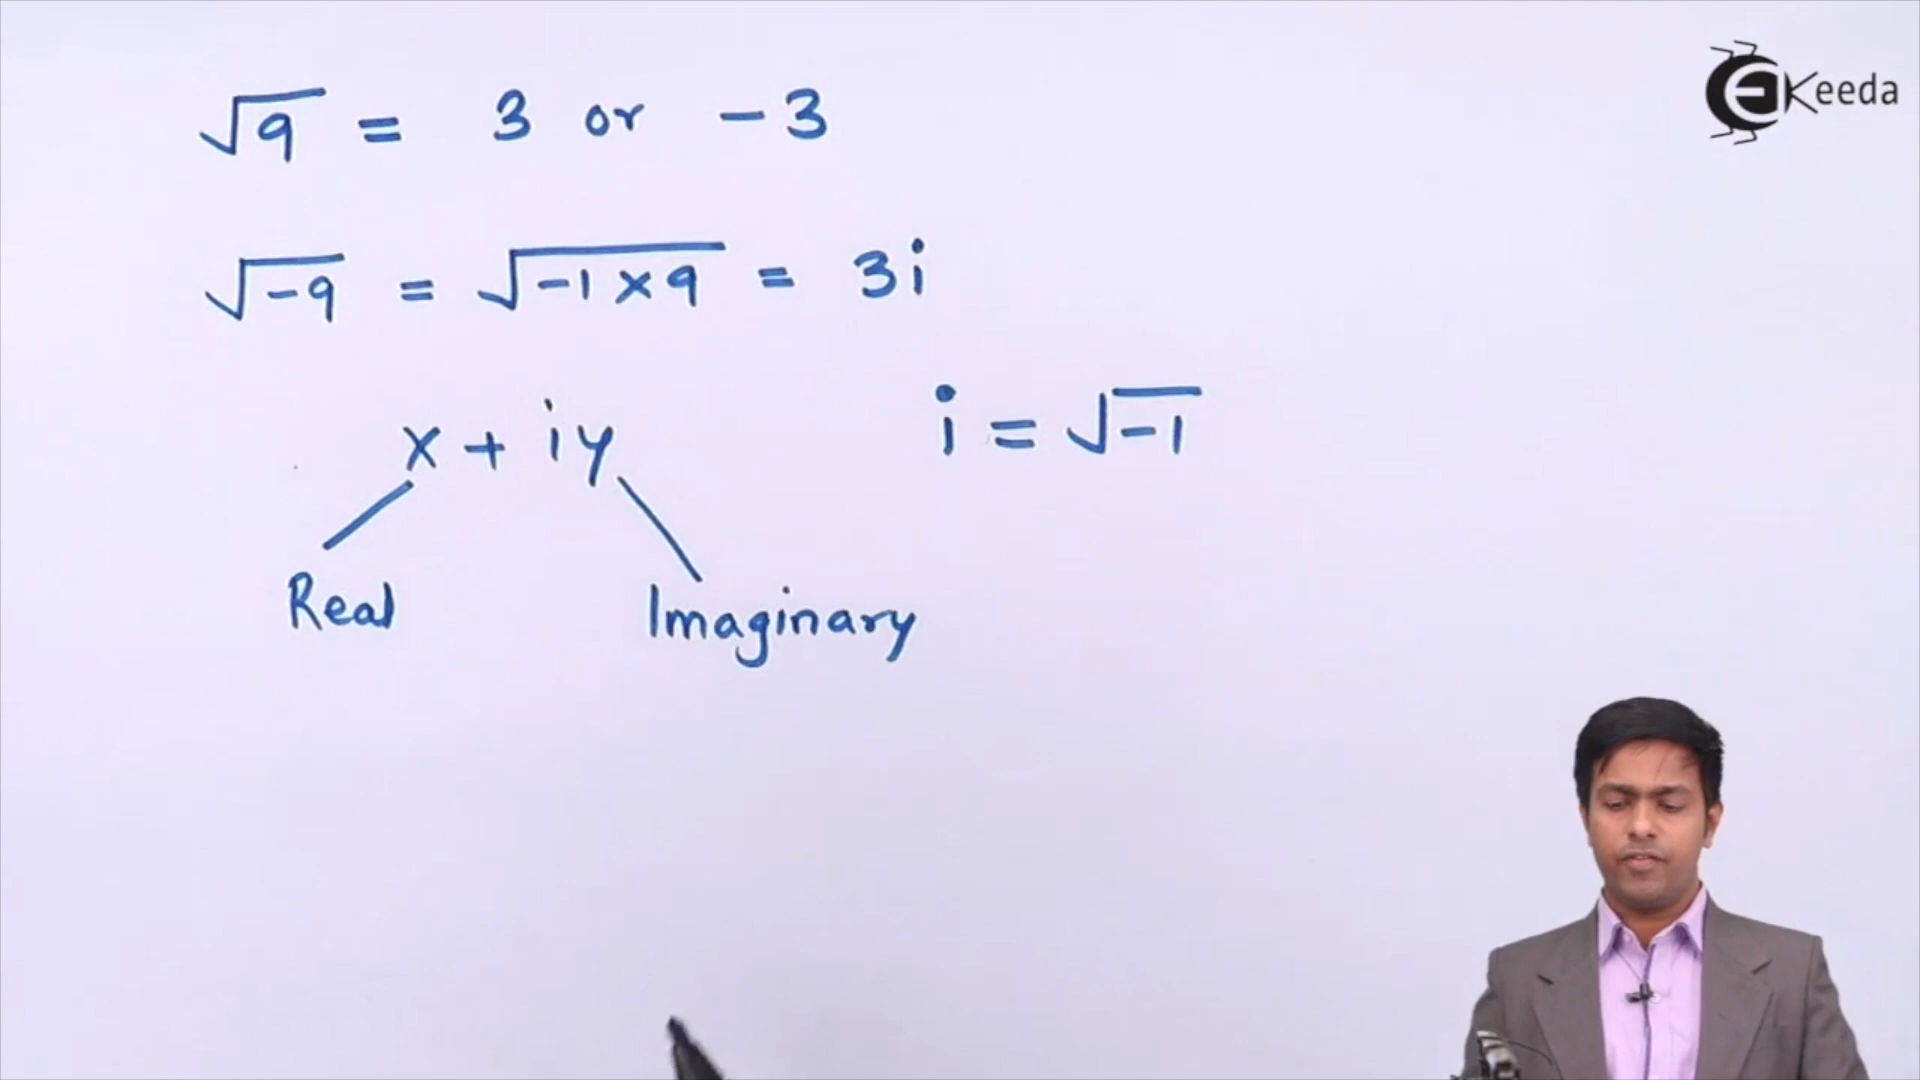 √9 = 3 or -3
EKeeda
√-9 = √-1×9 = 3i
x + iy
i = √-1
Real
Imaginary